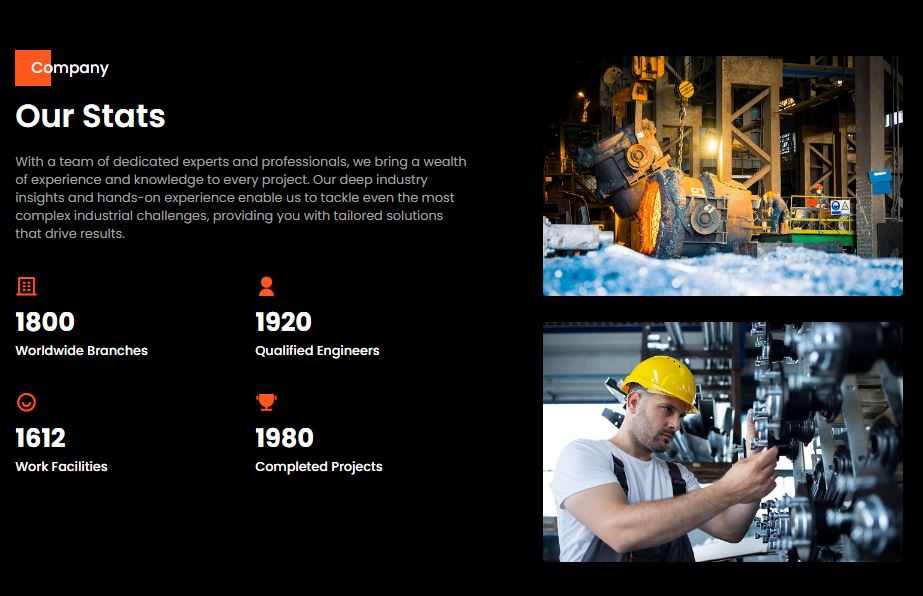 Company
Our Stats
With a team of dedicated experts and professionals, we bring a wealth
of experience and knowledge to every project. Our deep industry
insights and hands-on experience enable us to tackle even the most
complex industrial challenges, providing you with tailored solutions
that drive results.
1800
Worldwide Branches
1920
Qualified Engineers
1612
Work Facilities
1980
Completed Projects